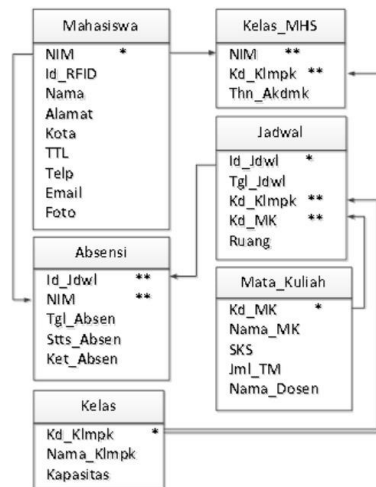 Mahasiswa
NIM *
Id_RFID
Nama
Alamat
Kota
TTL
Telp
Email
Foto
Kelas_MHS
NIM **
Kd_Klmpk **
Thn_Akdmk
Jadwal
Id_Jdwl *
Tgl_Jdwl
Kd_Klmpk **
Kd_MK **
Ruang
Absensi
Id_Jdwl **
NIM **
Tgl_Absen
Stts_Absen
Ket_Absen
Mata_Kuliah
Kd_MK *
Nama_MK
SKS
Jml_TM
Nama_Dosen
Kelas
Kd_Klmpk *
Nama_Klmpk
Kapasitas